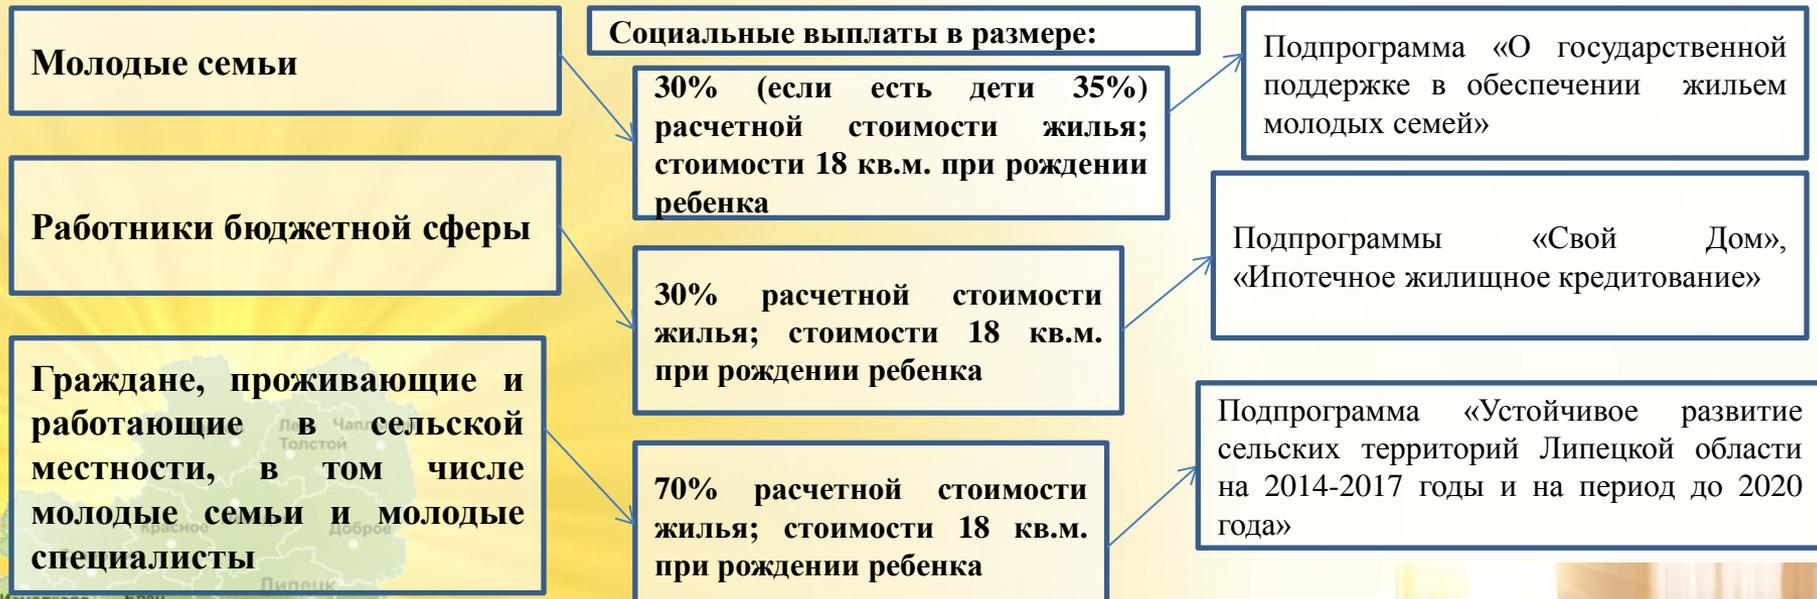 Молодые семьи
Социальные выплаты в размере:
30% (если есть дети 35%)
расчетной стоимости жилья;
стоимости 18 кв.м. при рождении
ребенка
Подпрограмма «О государственной
поддержке в обеспечении жильем
молодых семей»
Работники бюджетной сферы
30% расчетной стоимости
жилья; стоимости 18 кв.м.
при рождении ребенка
Подпрограммы «Свой Дом»,
«Ипотечное жилищное кредитование»
Граждане, проживающие и
работающие в сельской
местности, в том числе
молодые семьи и молодые
специалисты
70% расчетной стоимости
жилья; стоимости 18 кв.м.
при рождении ребенка
Подпрограмма «Устойчивое развитие
сельских территорий Липецкой области
на 2014-2017 годы и на период до 2020
года»
Толстой
Красное
Доброе
Липецк